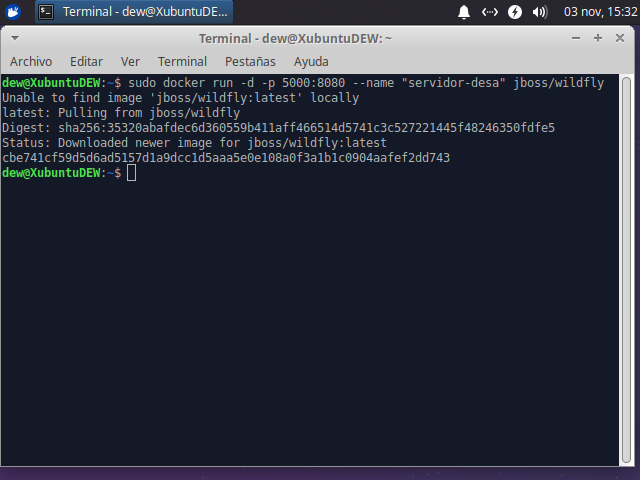 Terminal - dew@XubuntuDE...
03 nov, 15:32
Terminal - dew@XubuntuDEW: ~
Archivo Editar Ver Terminal Pestañas Ayuda
dew@XubuntuDEW:~$ sudo docker run -d -p 5000:8080 --name "servidor-desa" jboss/wildfly
Unable to find image 'jboss/wildfly:latest' locally
latest: Pulling from jboss/wildfly
Digest: sha256:35320abafdec6d360559b411aff466514d5741c3c527221445f48246350fdfe5
Status: Downloaded newer image for jboss/wildfly:latest
cbe741cf59d5d6ad5157d1a9dcc1d5aaa5e0e108a0f3a1b1c0904aafef2dd743
dew@XubuntuDEW:~$